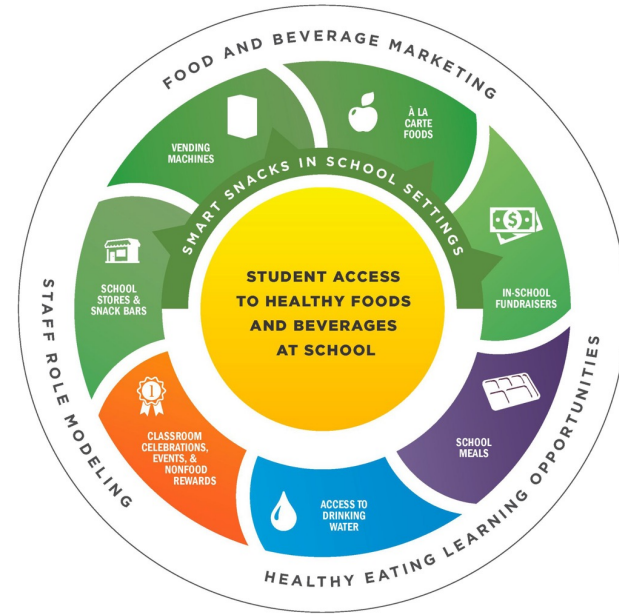 FOOD AND BEVERAGE MARKETING
VENDING
MACHINES
À LA
CARTE
FOODS
SMART SNACKS IN SCHOOL SETTINGS
$
IN-SCHOOL
FUNDRAISERS
SCHOOL
STORES &
SNACK BARS
STUDENT ACCESS
TO HEALTHY FOODS
AND BEVERAGES
AT SCHOOL
1
CLASSROOM
CELEBRATIONS,
EVENTS, &
NONFOOD
REWARDS
SCHOOL
MEALS
ACCESS TO
DRINKING
WATER
STAFF ROLE MODELING
HEALTHY EATING LEARNING OPPORTUNITIES